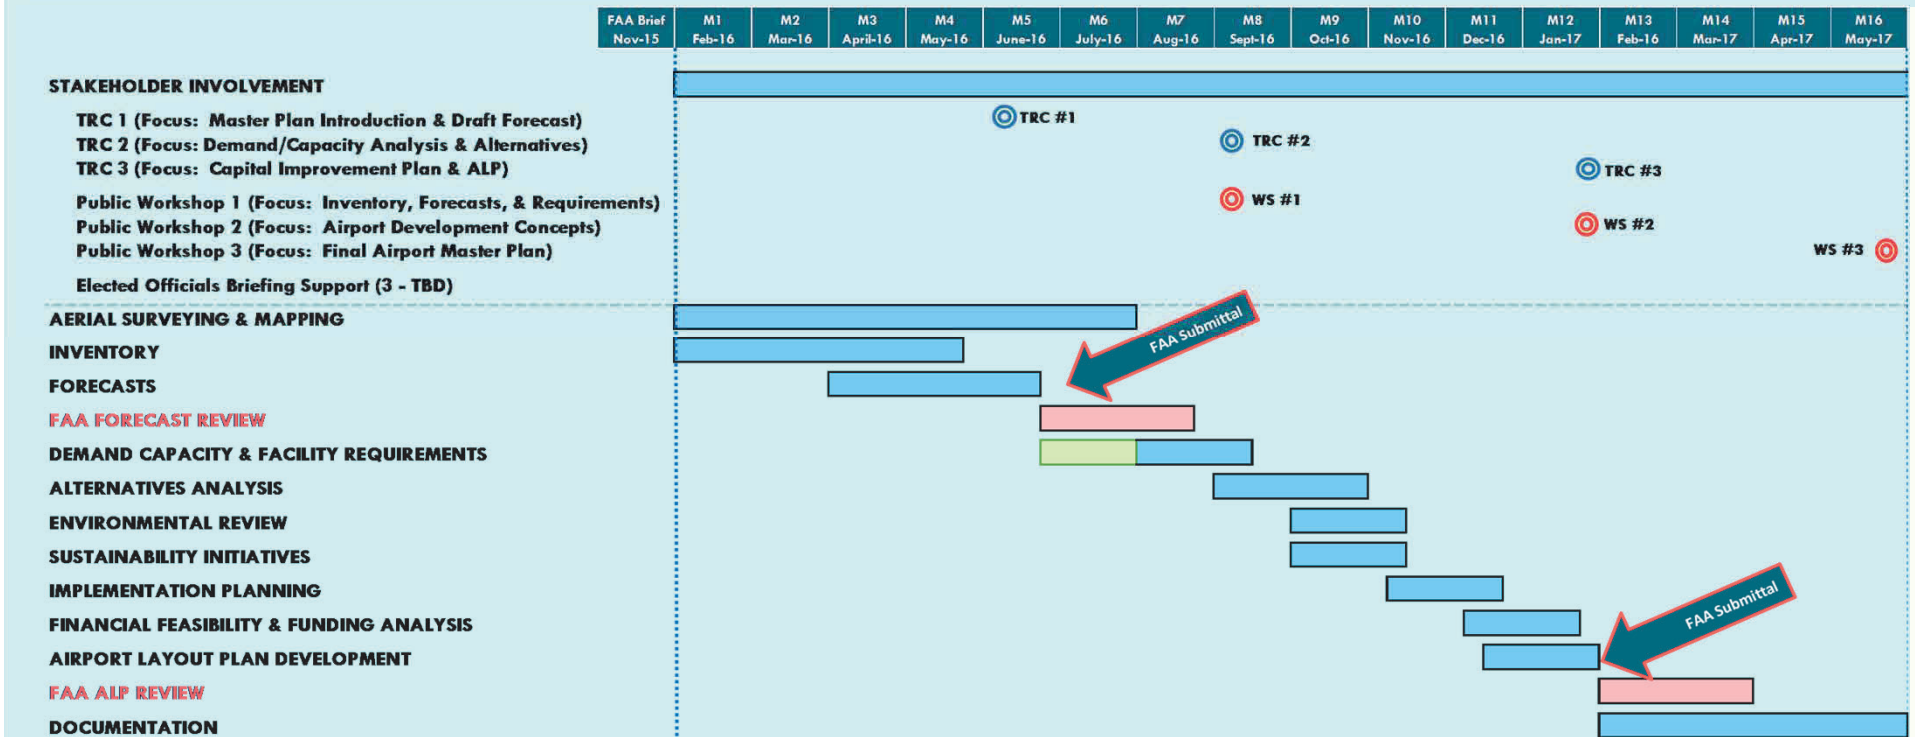 FAA Brief M1 M2 M3 M4 M5 M6 M7 M8 M9 M10 M11 M12 M13 M14 M15 M16
Nov-15 Feb-16 Mar-16 April-16 May-16 June-16 July-16 Aug-16 Sept-16 Oct-16 Nov-16 Dec-16 Jan-17 Feb-16 Mar-17 Apr-17 May-17
STAKEHOLDER INVOLVEMENT
TRC 1 (Focus: Master Plan Introduction & Draft Forecast) TRC #1
TRC 2 (Focus: Demand/Capacity Analysis & Alternatives) TRC #2
TRC 3 (Focus: Capital Improvement Plan & ALP) TRC #3
Public Workshop 1 (Focus: Inventory, Forecasts, & Requirements) WS #1
Public Workshop 2 (Focus: Airport Development Concepts) WS #2
Public Workshop 3 (Focus: Final Airport Master Plan) WS #3
Elected Officials Briefing Support (3 - TBD)
AERIAL SURVEYING & MAPPING
FAA Submittal
INVENTORY
FORECASTS
FAA FORECAST REVIEW
DEMAND CAPACITY & FACILITY REQUIREMENTS
ALTERNATIVES ANALYSIS
ENVIRONMENTAL REVIEW
SUSTAINABILITY INITIATIVES
IMPLEMENTATION PLANNING
FAA Submittal
FINANCIAL FEASIBILITY & FUNDING ANALYSIS
AIRPORT LAYOUT PLAN DEVELOPMENT
FAA ALP REVIEW
DOCUMENTATION